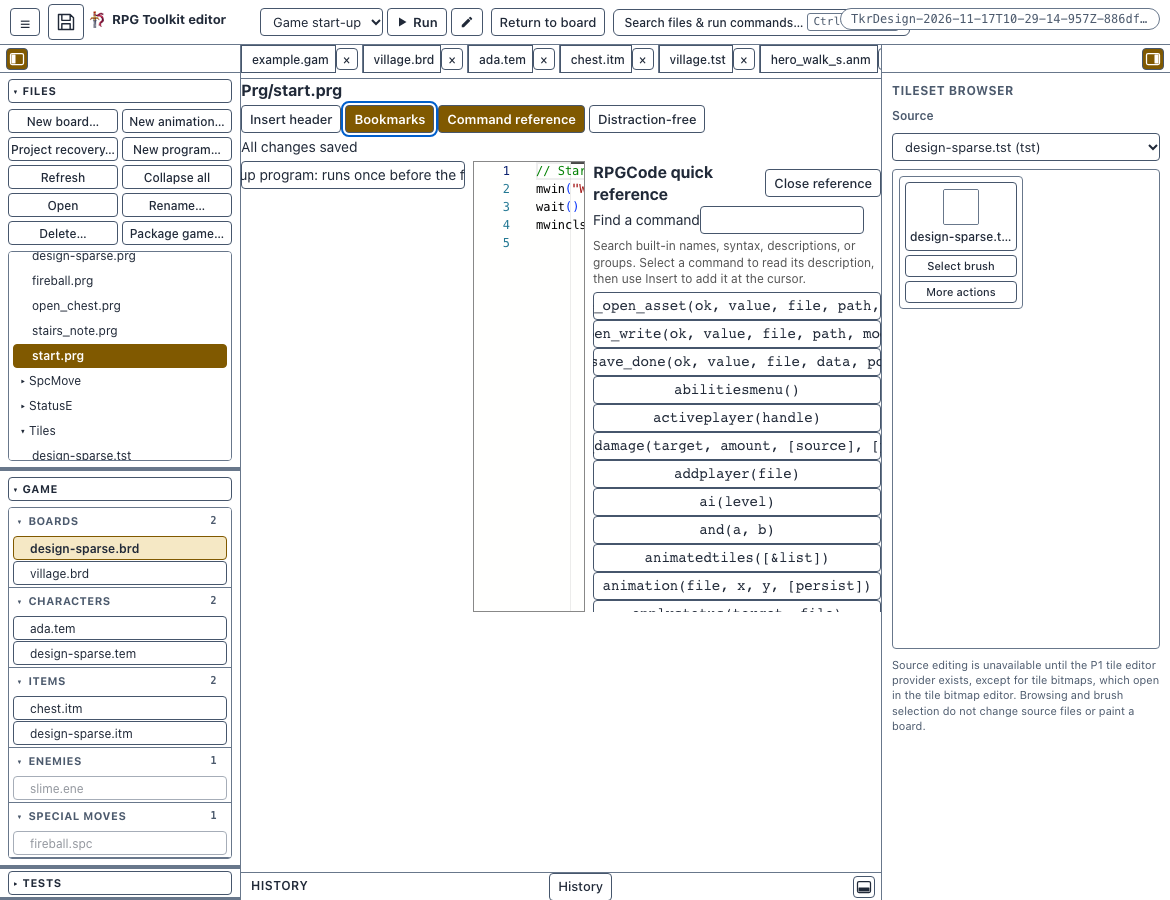 RPG Toolkit editor
Game start-up
Run
Return to board
Search files & run commands...
Ctrl
TkrDesign-2026-11-17T10-29-14-957Z-886df…
FILES
New board...
New animation...
Project recovery...
New program...
Refresh
Collapse all
Open
Rename...
Delete...
Package game...
design-sparse.prg
fireball.prg
open_chest.prg
stairs_note.prg
start.prg
SpcMove
StatusE
Tiles
design-sparse.tst
GAME
BOARDS 2
design-sparse.brd
village.brd
CHARACTERS 2
ada.tem
design-sparse.tem
ITEMS 2
chest.itm
design-sparse.itm
ENEMIES 1
slime.ene
SPECIAL MOVES 1
fireball.spc
TESTS
example.gam ×
village.brd ×
ada.tem ×
chest.itm ×
village.tst ×
hero_walk_s.anm
Prg/start.prg
Insert header
Bookmarks
Command reference
Distraction-free
All changes saved
up program: runs once before the f
1 // Star
2 mwin("W
3 wait()
4 mwincls
5
RPGCode quick
reference
Close reference
Find a command
Search built-in names, syntax, descriptions, or
groups. Select a command to read its description,
then use Insert to add it at the cursor.
_open_asset(ok, value, file, path,
en_write(ok, value, file, path, mo
save_done(ok, value, file, data, po
abilitiesmenu()
activeplayer(handle)
damage(target, amount, [source], [
addplayer(file)
ai(level)
and(a, b)
animatedtiles([&list])
animation(file, x, y, [persist])
HISTORY
History
TILESET BROWSER
Source
design-sparse.tst (tst)
design-sparse.t...
Select brush
More actions
Source editing is unavailable until the P1 tile editor
provider exists, except for tile bitmaps, which open
in the tile bitmap editor. Browsing and brush
selection do not change source files or paint a
board.